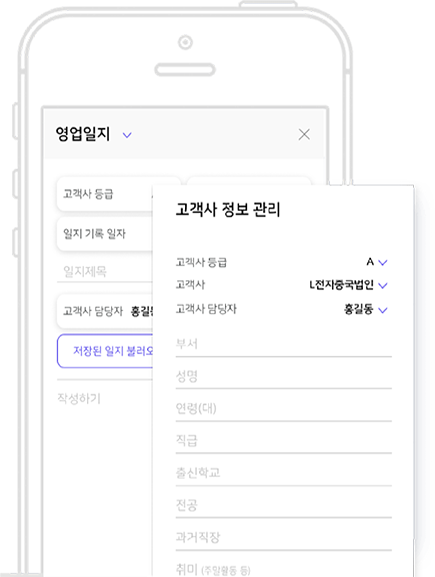 영업일지
고객사 등급
일지 기록 일자
일지제목
고객사 담당자 홍길
저장된 일지 불러오
작성하기
고객사 정보 관리
고객사 등급 A
고객사 L전지중국법인
고객사 담당자 홍길동
부서
성명
연령(대)
직급
출신학교
전공
과거직장
취미 (주말활동 등)